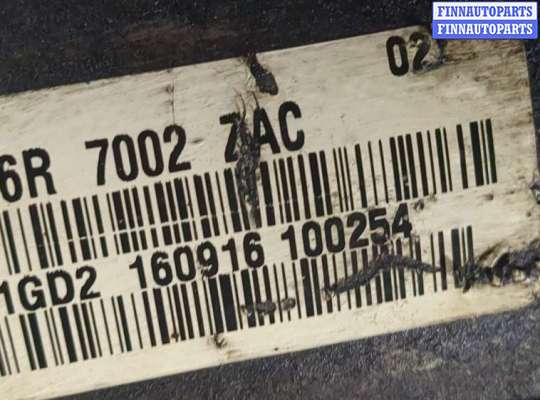 FINNAUTOPARTS
FINNAUTOPARTS
02
6R 7002 ZAC
1GD2 160916 100254